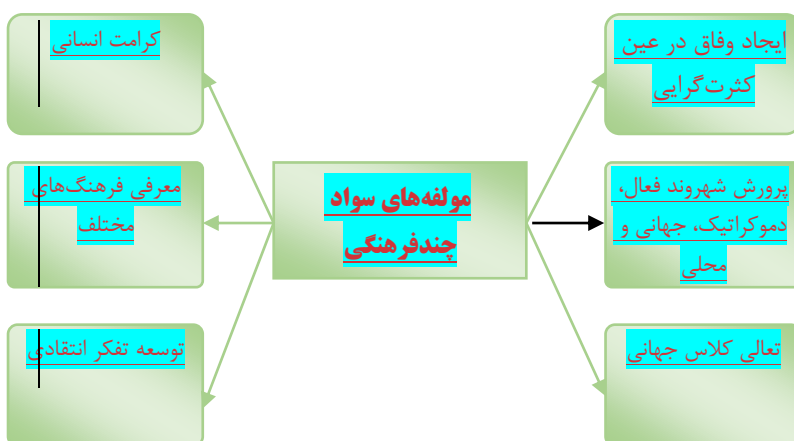 ایجاد وفاق در عین
کثرت‌گرایی
کرامت انسانی
مولفه‌های سواد
چندفرهنگی
پرورش شهروند فعال،
دموکراتیک، جهانی و
محلی
معرفی فرهنگ‌های
مختلف
تعالی کلاس جهانی
توسعه تفکر انتقادی